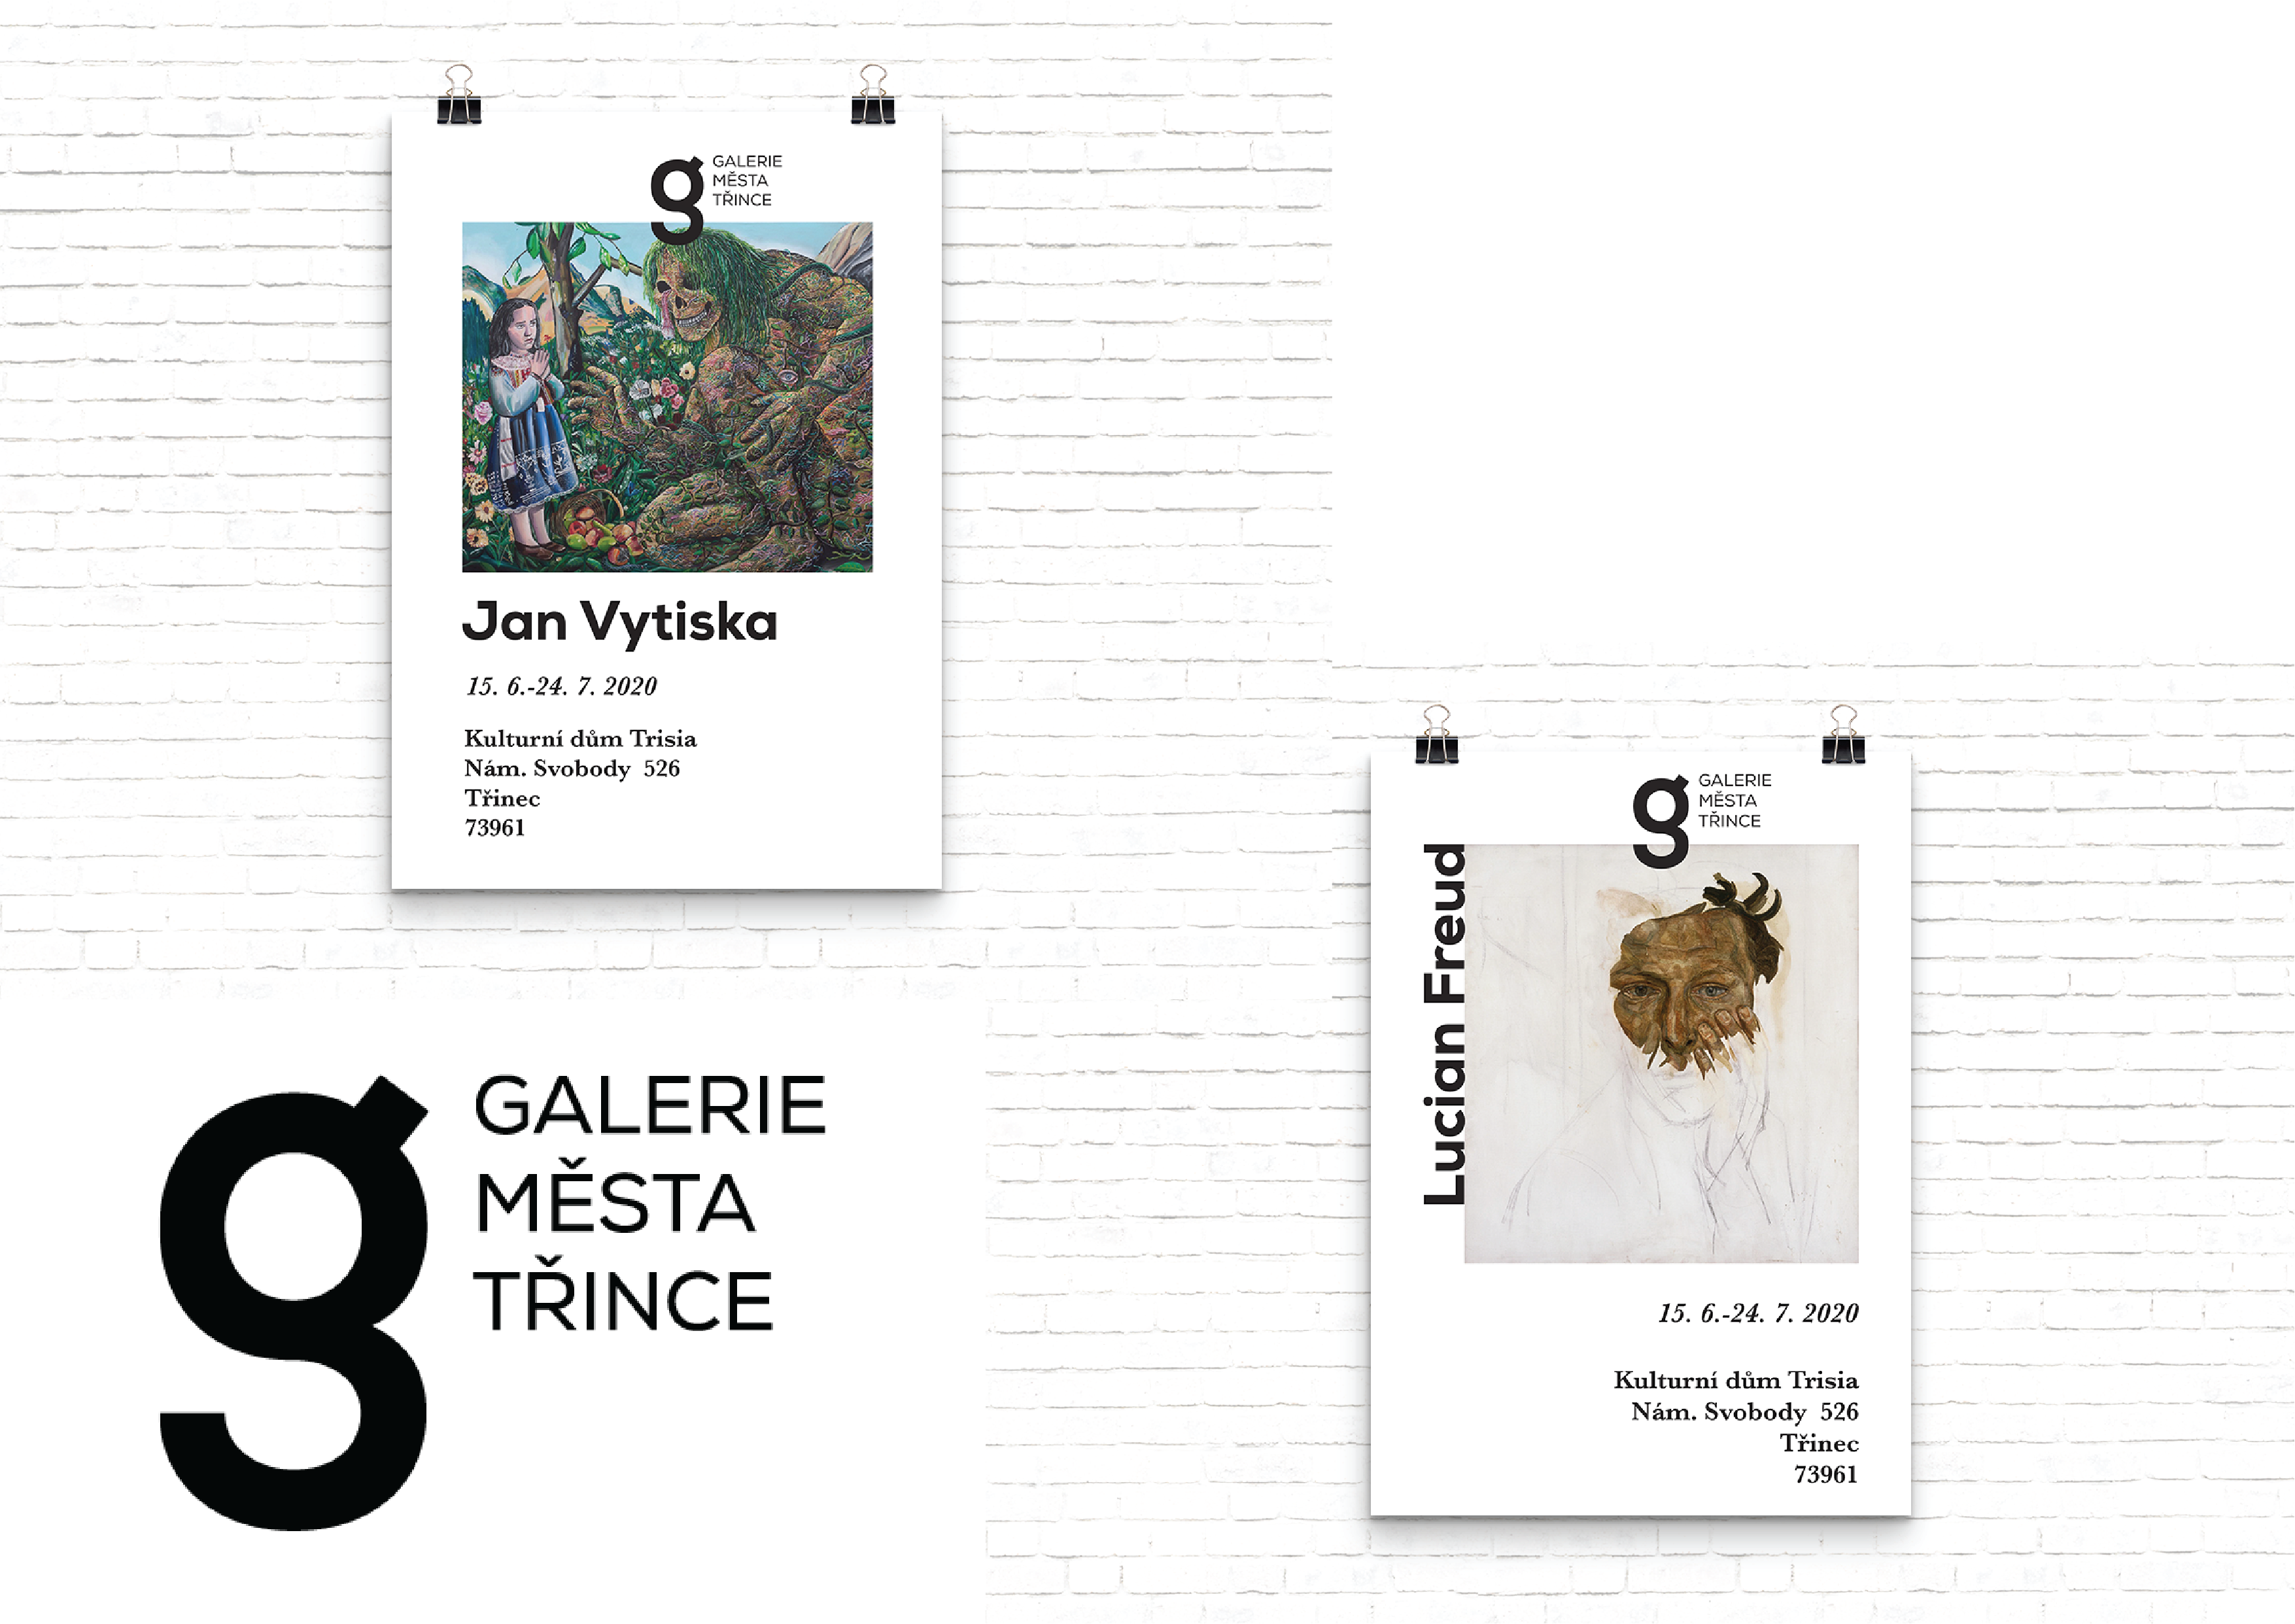 g
GALERIE
MĚSTA
TŘINCE
Jan Vytiska
15. 6.-24. 7. 2020
Kulturní dům Trisia
Nám. Svobody 526
Třinec
73961
g
GALERIE
MĚSTA
TŘINCE
g
GALERIE
MĚSTA
TŘINCE
Lucian Freud
15. 6.-24. 7. 2020
Kulturní dům Trisia
Nám. Svobody 526
Třinec
73961